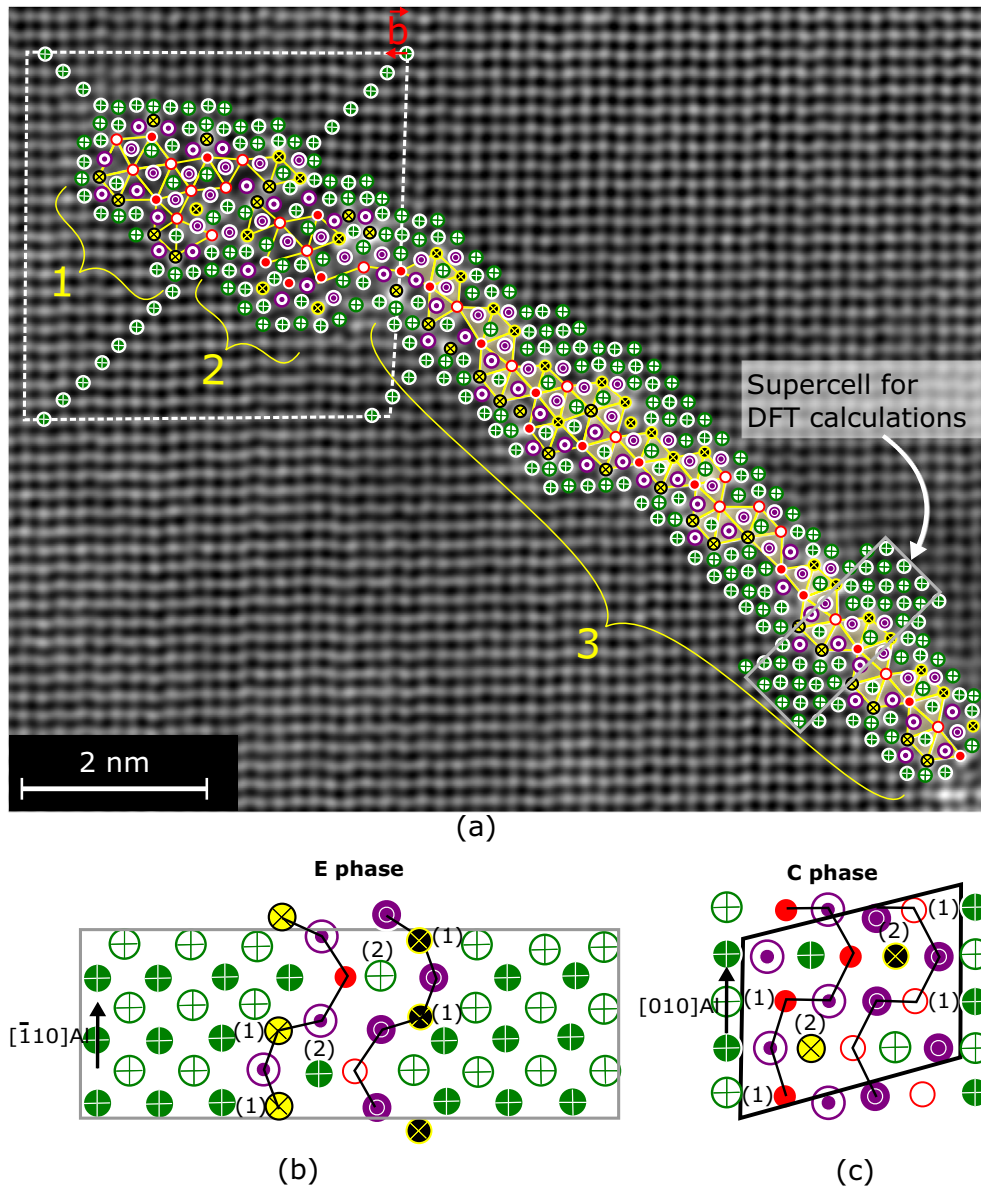 b
1
2
3
Supercell for
DFT calculations
2 nm
(a)
E phase
C phase
(1)
(2)
(1)
(1)
(2)
(1)
[1̅10]Al
(b)
(1)
(2)
(1)
(1)
(2)
(1)
[010]Al
(c)